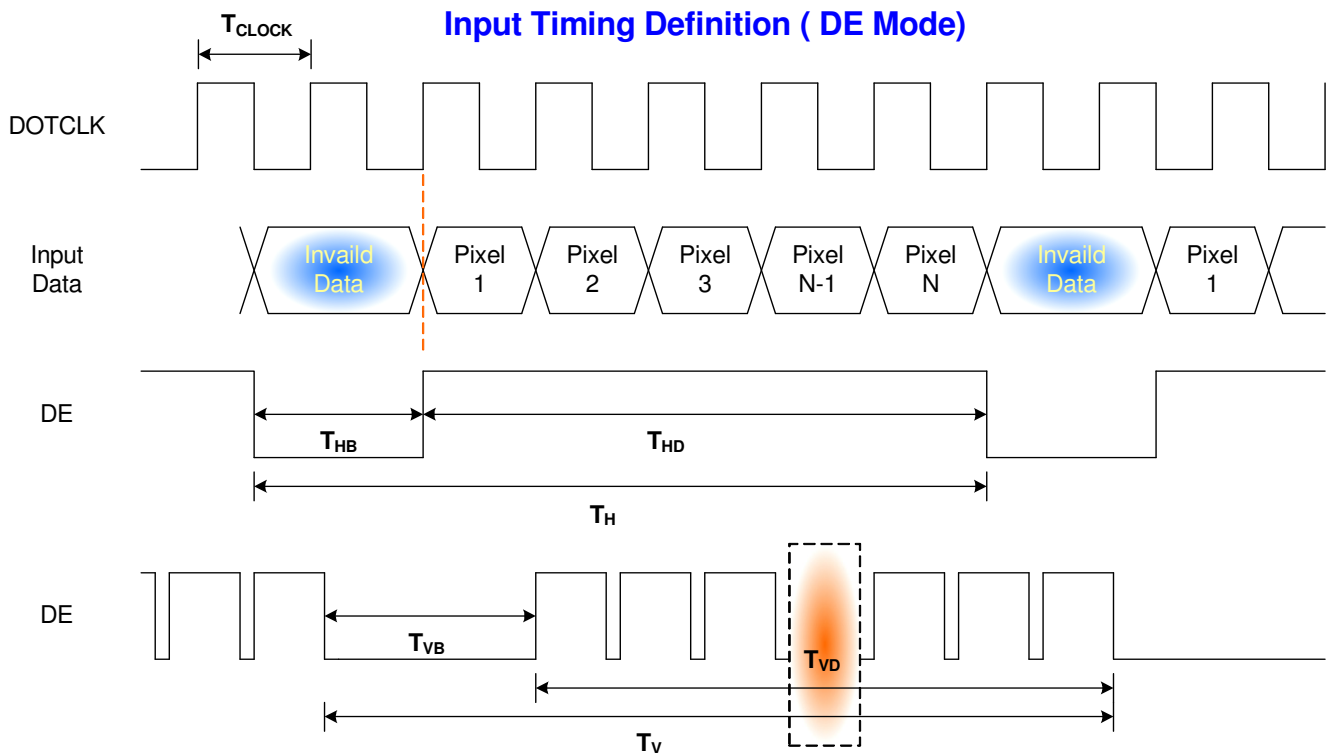 Input Timing Definition ( DE Mode)
TCLOCK
DOTCLK
Input
Data
Invaild
Data
Pixel
1
Pixel
2
Pixel
3
Pixel
N-1
Pixel
N
Invaild
Data
Pixel
1
DE
THB
THD
TH
DE
TVB
TVD
TV